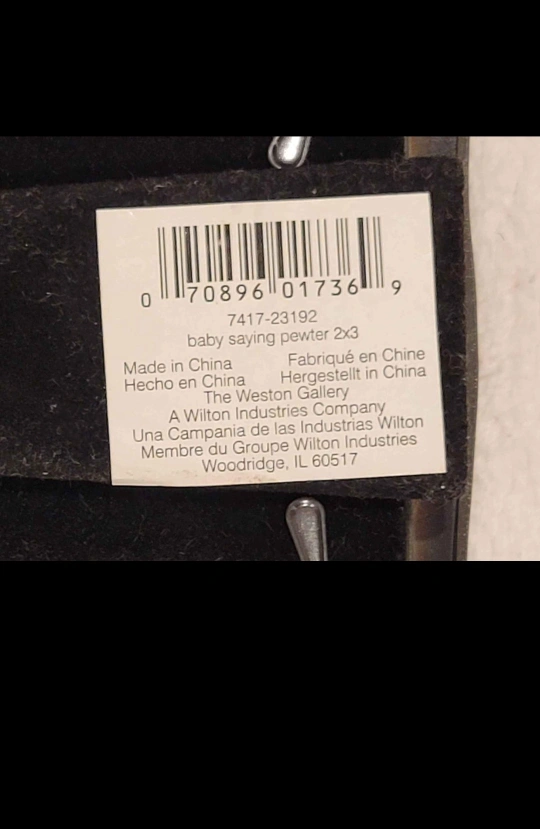 0 70896 01736 9
7417-23192
baby saying pewter 2x3
Made in China Fabriqué en Chine
Hecho en China Hergestellt in China
The Weston Gallery
A Wilton Industries Company
Una Campania de las Industrias Wilton
Membre du Groupe Wilton Industries
Woodridge, IL 60517